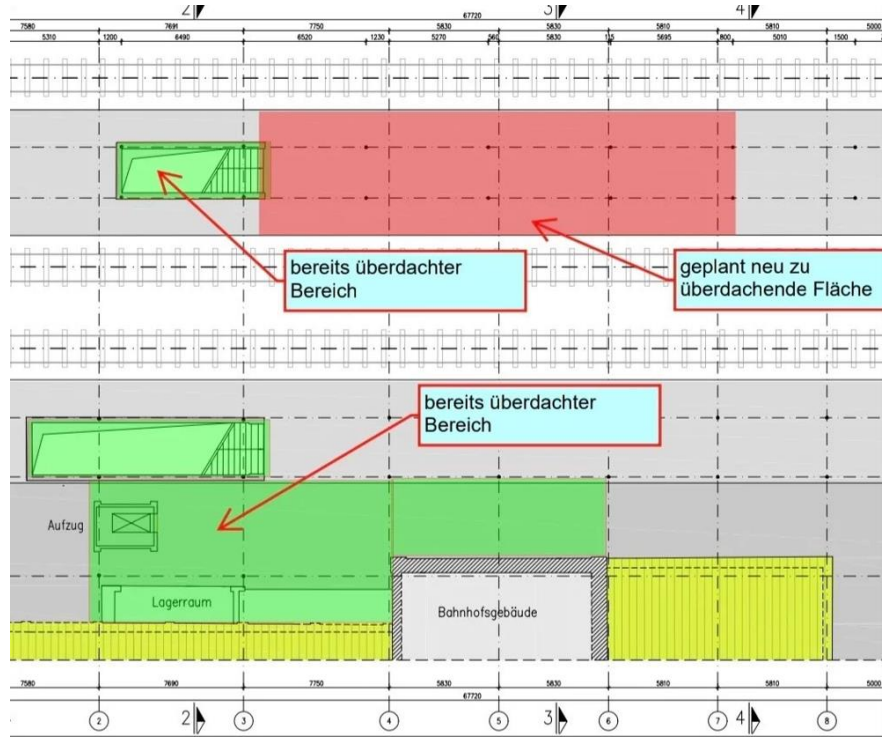 2 3 4
67720
7580 7691 7750 5830 5830 5810 5810 5000
5310 1200 6490 6520 1230 5270 560 5830 5695 800 5010 1500
bereits überdachter
Bereich
geplant neu zu
überdachende Fläche
bereits überdachter
Bereich
Aufzug
Lagerraum
Bahnhofsgebäude
7580 7690 7750 5830 5830 5810 5810 5000
67720
2 2 3 4 5 3 6 7 4 8